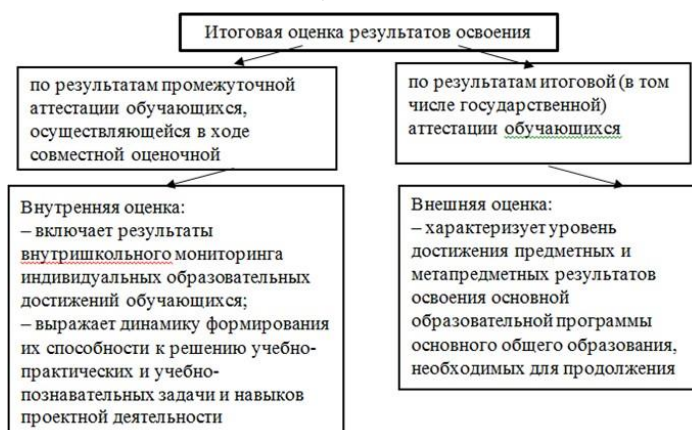 Итоговая оценка результатов освоения
по результатам промежуточной
аттестации обучающихся,
осуществляющейся в ходе
совместной оценочной
по результатам итоговой (в том
числе государственной)
аттестации обучающихся
Внутренняя оценка:
– включает результаты
внутришкольного мониторинга
индивидуальных образовательных
достижений обучающихся;
– выражает динамику формирования
их способности к решению учебно-
практических и учебно-
познавательных задачи и навыков
проектной деятельности
Внешняя оценка:
– характеризует уровень
достижения предметных и
метапредметных результатов
освоения основной
образовательной программы
основного общего образования,
необходимых для продолжения